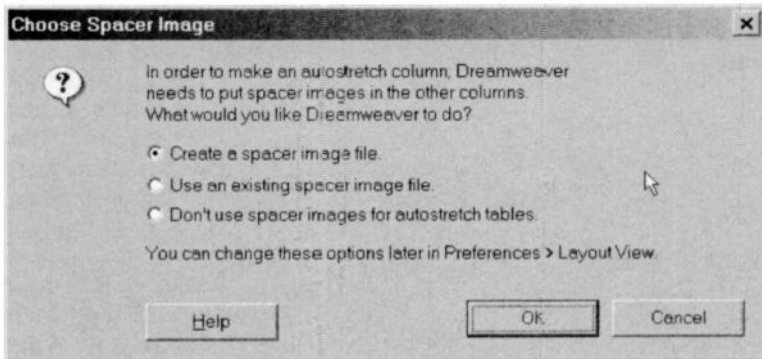 Choose Spacer Image
In order to make an autostretch column, Dreamweaver
needs to put spacer images in the other columns.
What would you like Dreamweaver to do?
Create a spacer image file.
Use an existing spacer image file.
Don't use spacer images for autostretch tables.
You can change these options later in Preferences > Layout View.
Help
OK
Cancel